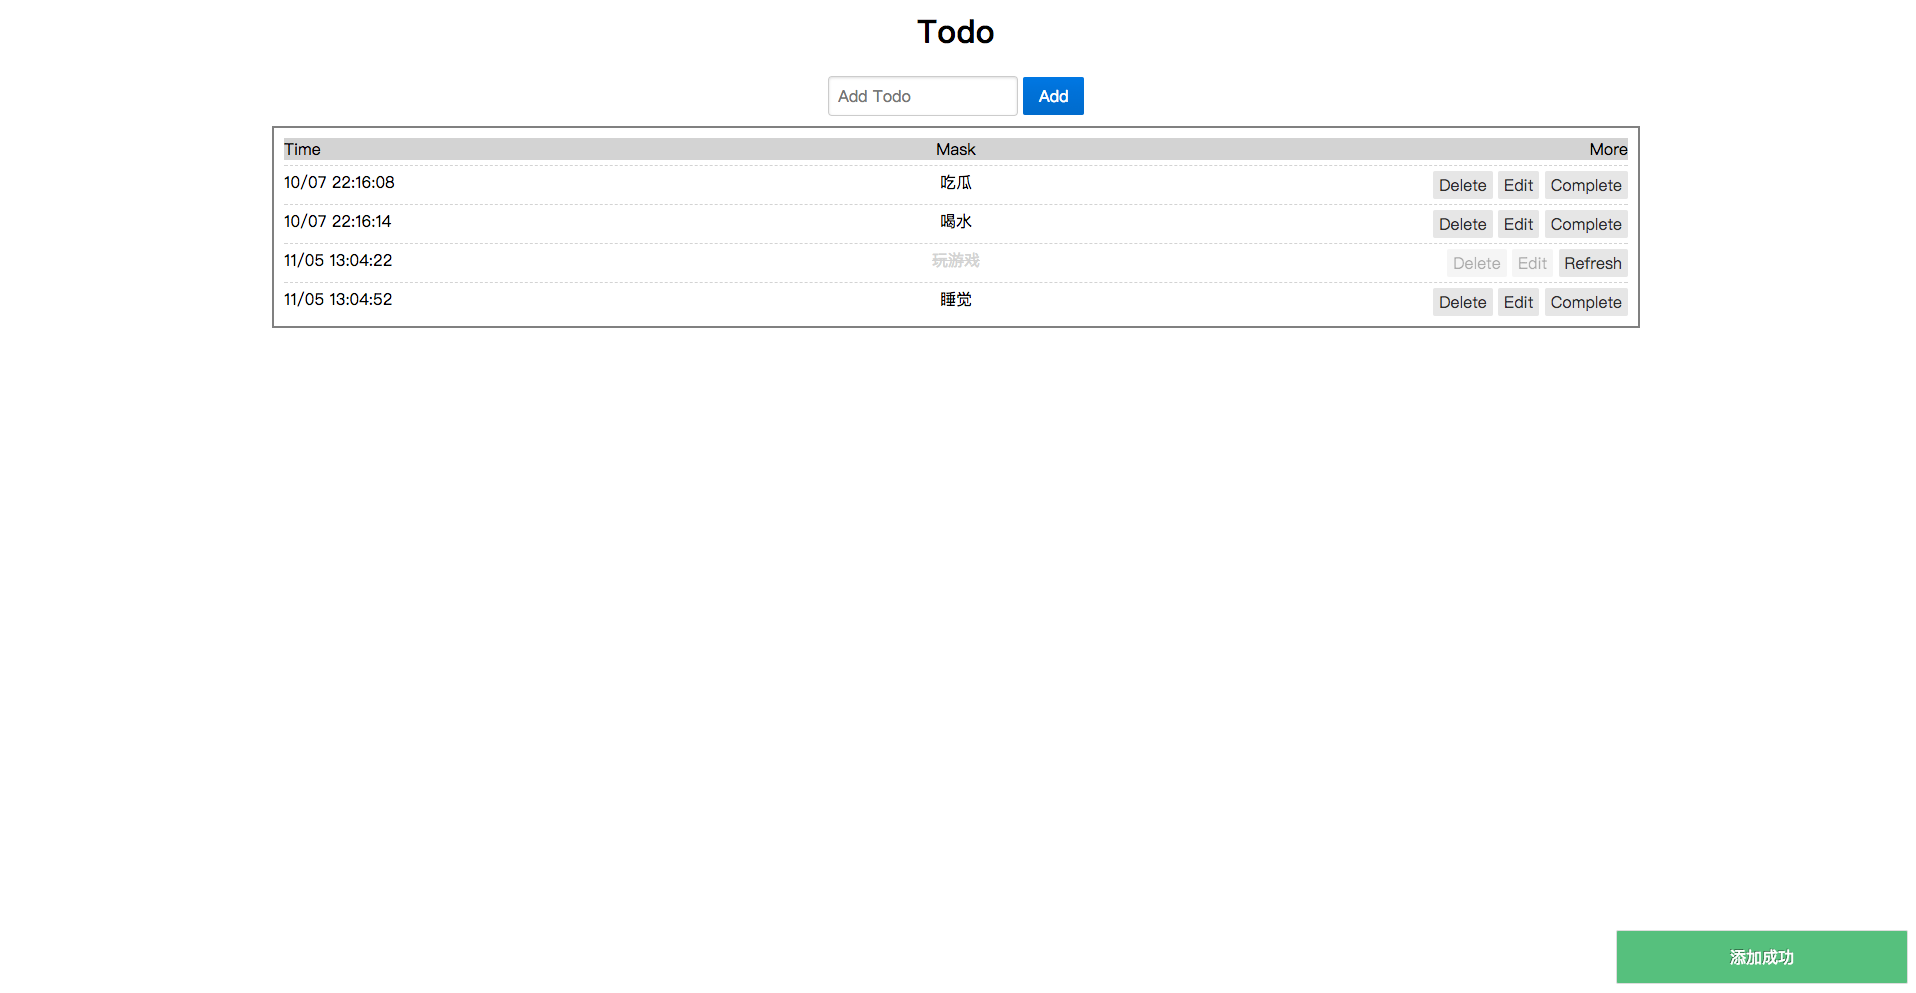 Todo
Add Todo Add
Time Mask More
10/07 22:16:08 吃瓜 Delete Edit Complete
10/07 22:16:14 喝水 Delete Edit Complete
11/05 13:04:22 玩游戏 Delete Edit Refresh
11/05 13:04:52 睡觉 Delete Edit Complete
添加成功